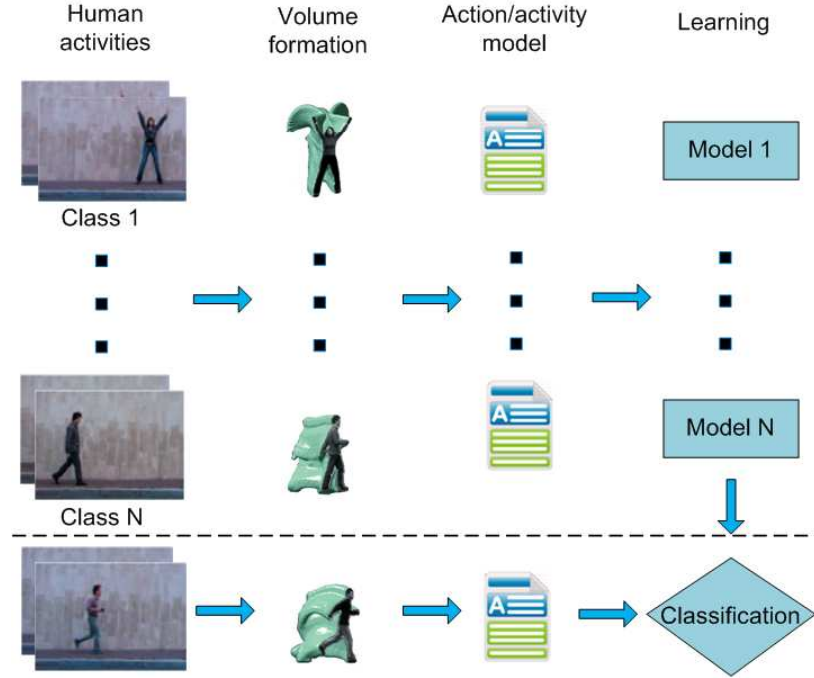 Human
activities
Volume
formation
Action/activity
model
Learning
A
Model 1
Class 1
A
Model N
Class N
A
Classification